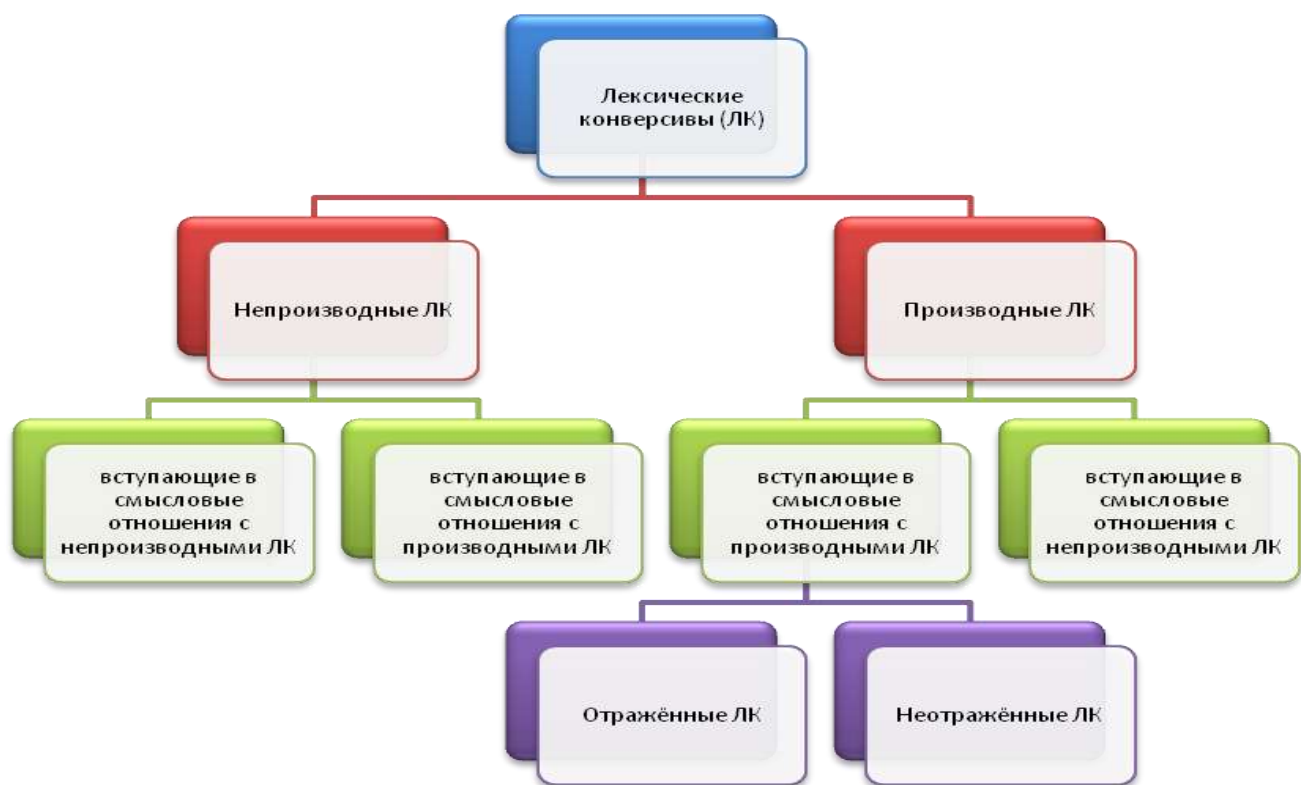 Лексические
конверсивы (ЛК)
Непроизводные ЛК
Производные ЛК
вступающие в
смысловые
отношения с
непроизводными ЛК
вступающие в
смысловые
отношения с
производными ЛК
вступающие в
смысловые
отношения с
производными ЛК
вступающие в
смысловые
отношения с
непроизводными ЛК
Отражённые ЛК
Неотражённые ЛК